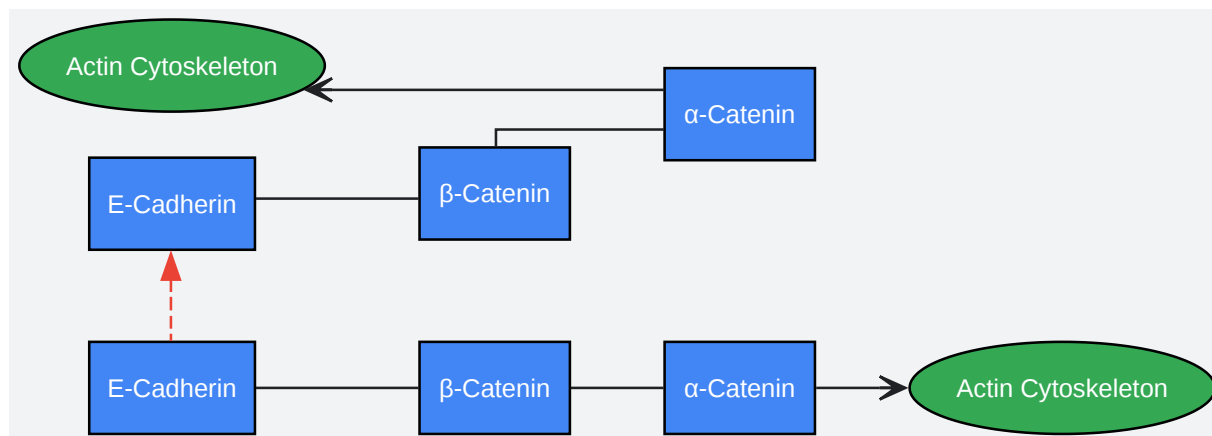 Actin Cytoskeleton
α-Catenin
β-Catenin
E-Cadherin
E-Cadherin
β-Catenin
α-Catenin
Actin Cytoskeleton